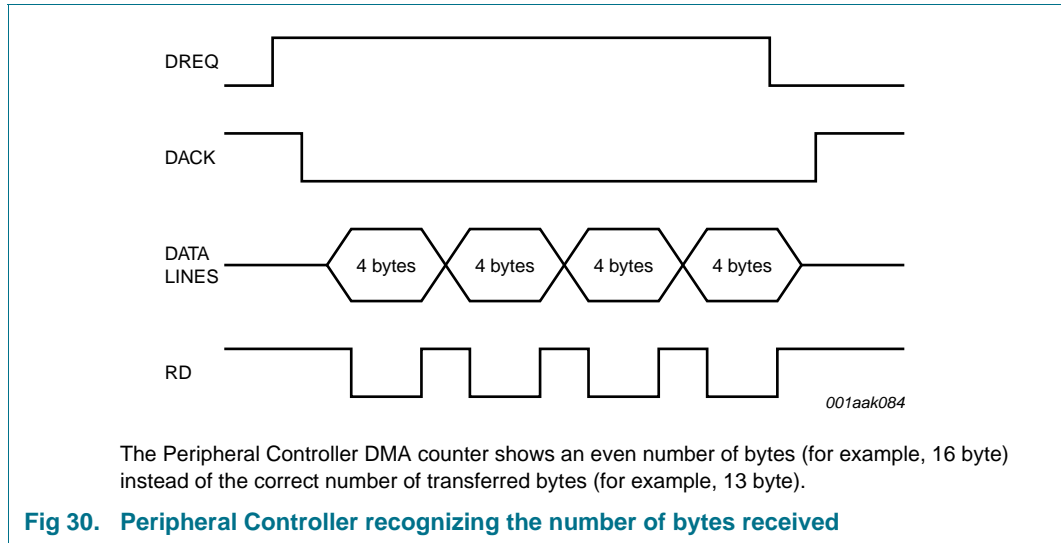 DREQ
DACK
DATA
LINES
4 bytes 4 bytes 4 bytes 4 bytes
RD
001aak084
The Peripheral Controller DMA counter shows an even number of bytes (for example, 16 byte)
instead of the correct number of transferred bytes (for example, 13 byte).
Fig 30. Peripheral Controller recognizing the number of bytes received